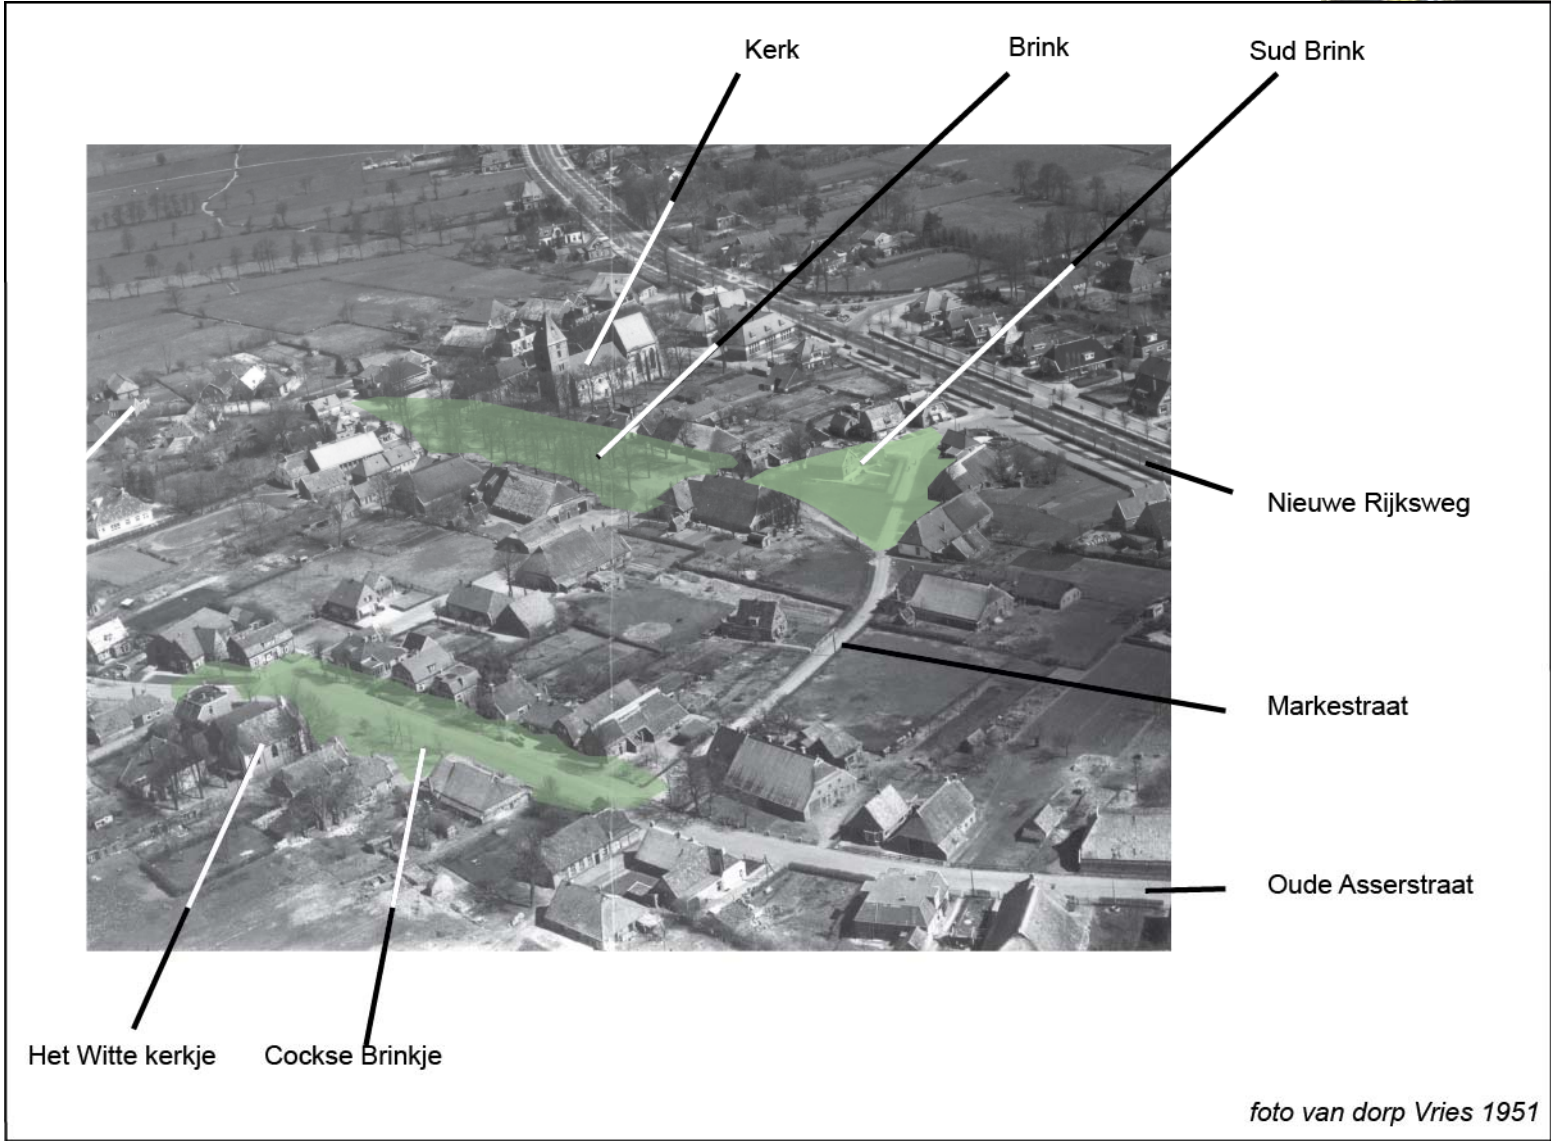 Kerk
Brink
Sud Brink
Nieuwe Rijksweg
Markestraat
Oude Asserstraat
Het Witte kerkje
Cockse Brinkje
foto van dorp Vries 1951